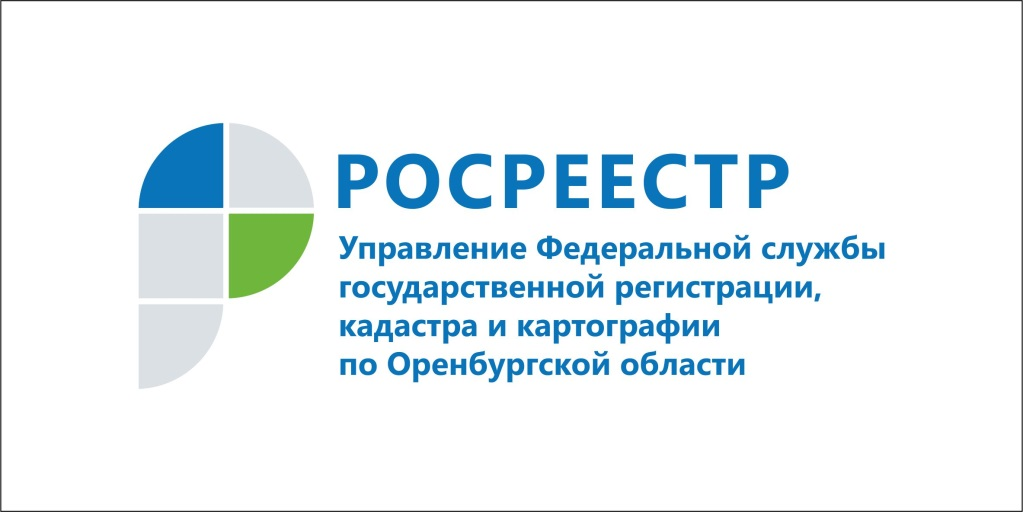 РОСРЕЕСТР
Управление Федеральной службы
государственной регистрации,
кадастра и картографии
по Оренбургской области